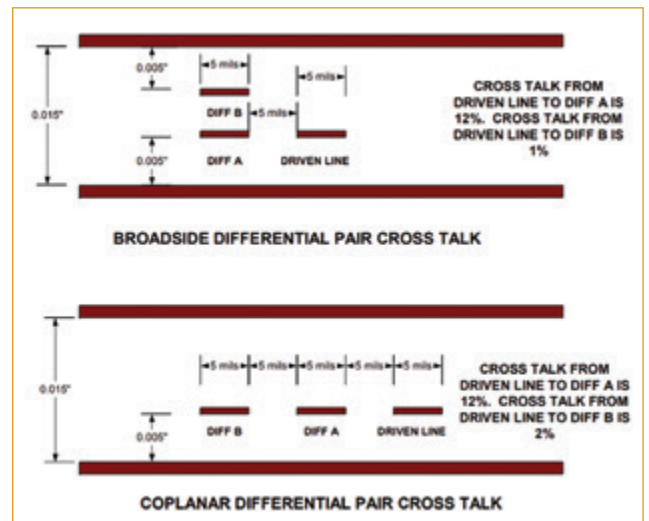 0.005"
5 mils
5 mils
CROSS TALK FROM
DRIVEN LINE TO DIFF A IS
12%. CROSS TALK FROM
DRIVEN LINE TO DIFF B IS
1%
0.015"
DIFF B
5 mils
0.005"
DIFF A
DRIVEN LINE
BROADSIDE DIFFERENTIAL PAIR CROSS TALK
5 mils
5 mils
5 mils
5 mils
5 mils
CROSS TALK FROM
DRIVEN LINE TO DIFF A IS
12%. CROSS TALK FROM
DRIVEN LINE TO DIFF B IS
2%
0.015"
0.005"
DIFF B
DIFF A
DRIVEN LINE
COPLANAR DIFFERENTIAL PAIR CROSS TALK